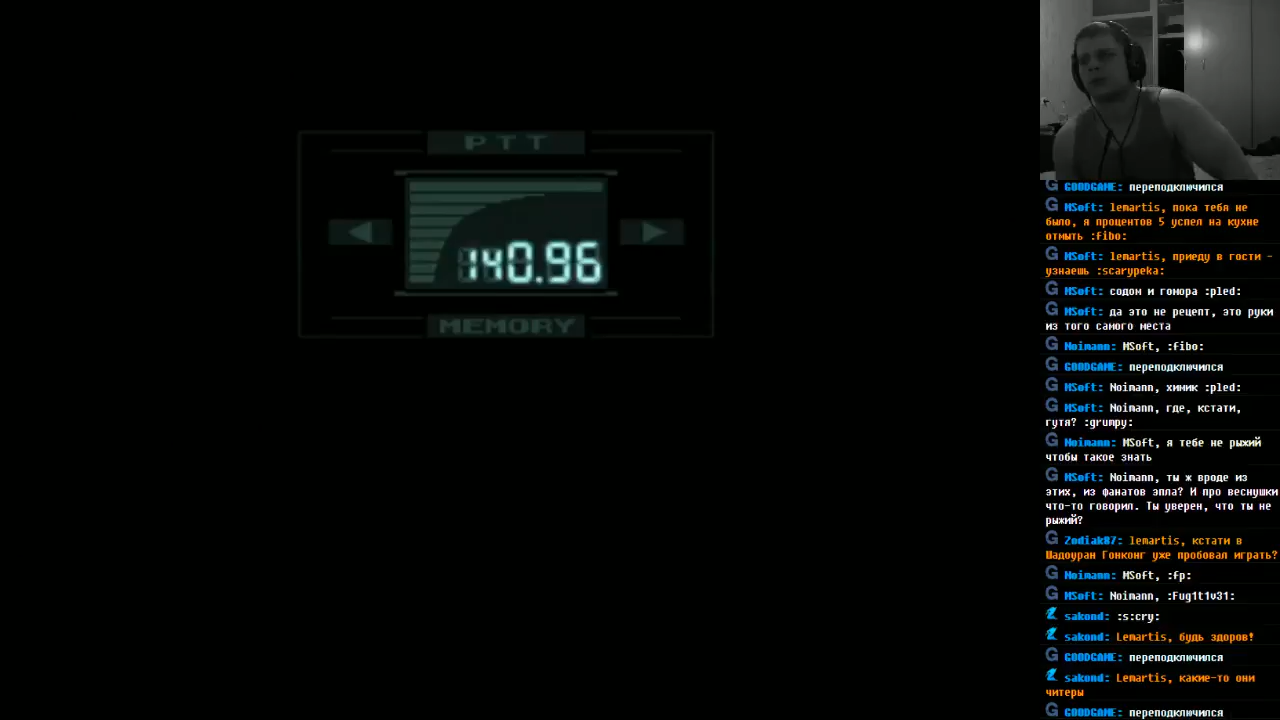 PTT
140.96
MEMORY
GOODGAME: переподключился
MSoft: lemartis, пока тебя не
было, я процентов 5 успел на кухне
отмыть :fibo:
MSoft: lemartis, приеду в гости -
узнаешь :scarypeka:
MSoft: содон и гомора :pled:
MSoft: да это не рецепт, это руки
из того самого места
Noimann: MSoft, :fibo:
GOODGAME: переподключился
MSoft: Noimann, химик :pled:
MSoft: Noimann, где, кстати,
гутя? :grumpy:
Noimann: MSoft, я тебе не рыжий
чтобы такое знать
MSoft: Noimann, ты ж вроде из
этих, из фанатов эпла? И про веснушки
что-то говорил. Ты уверен, что ты не
рыжий?
Zodiak87: lemartis, кстати в
Шадоуран Гонконг уже пробовал играть?
Noimann: MSoft, :fp:
MSoft: Noimann, :Fug1t1v31:
sakond: :s:cry:
sakond: Lemartis, будь здоров!
GOODGAME: переподключился
sakond: Lemartis, какие-то они
читеры
GOODGAME: переподключился